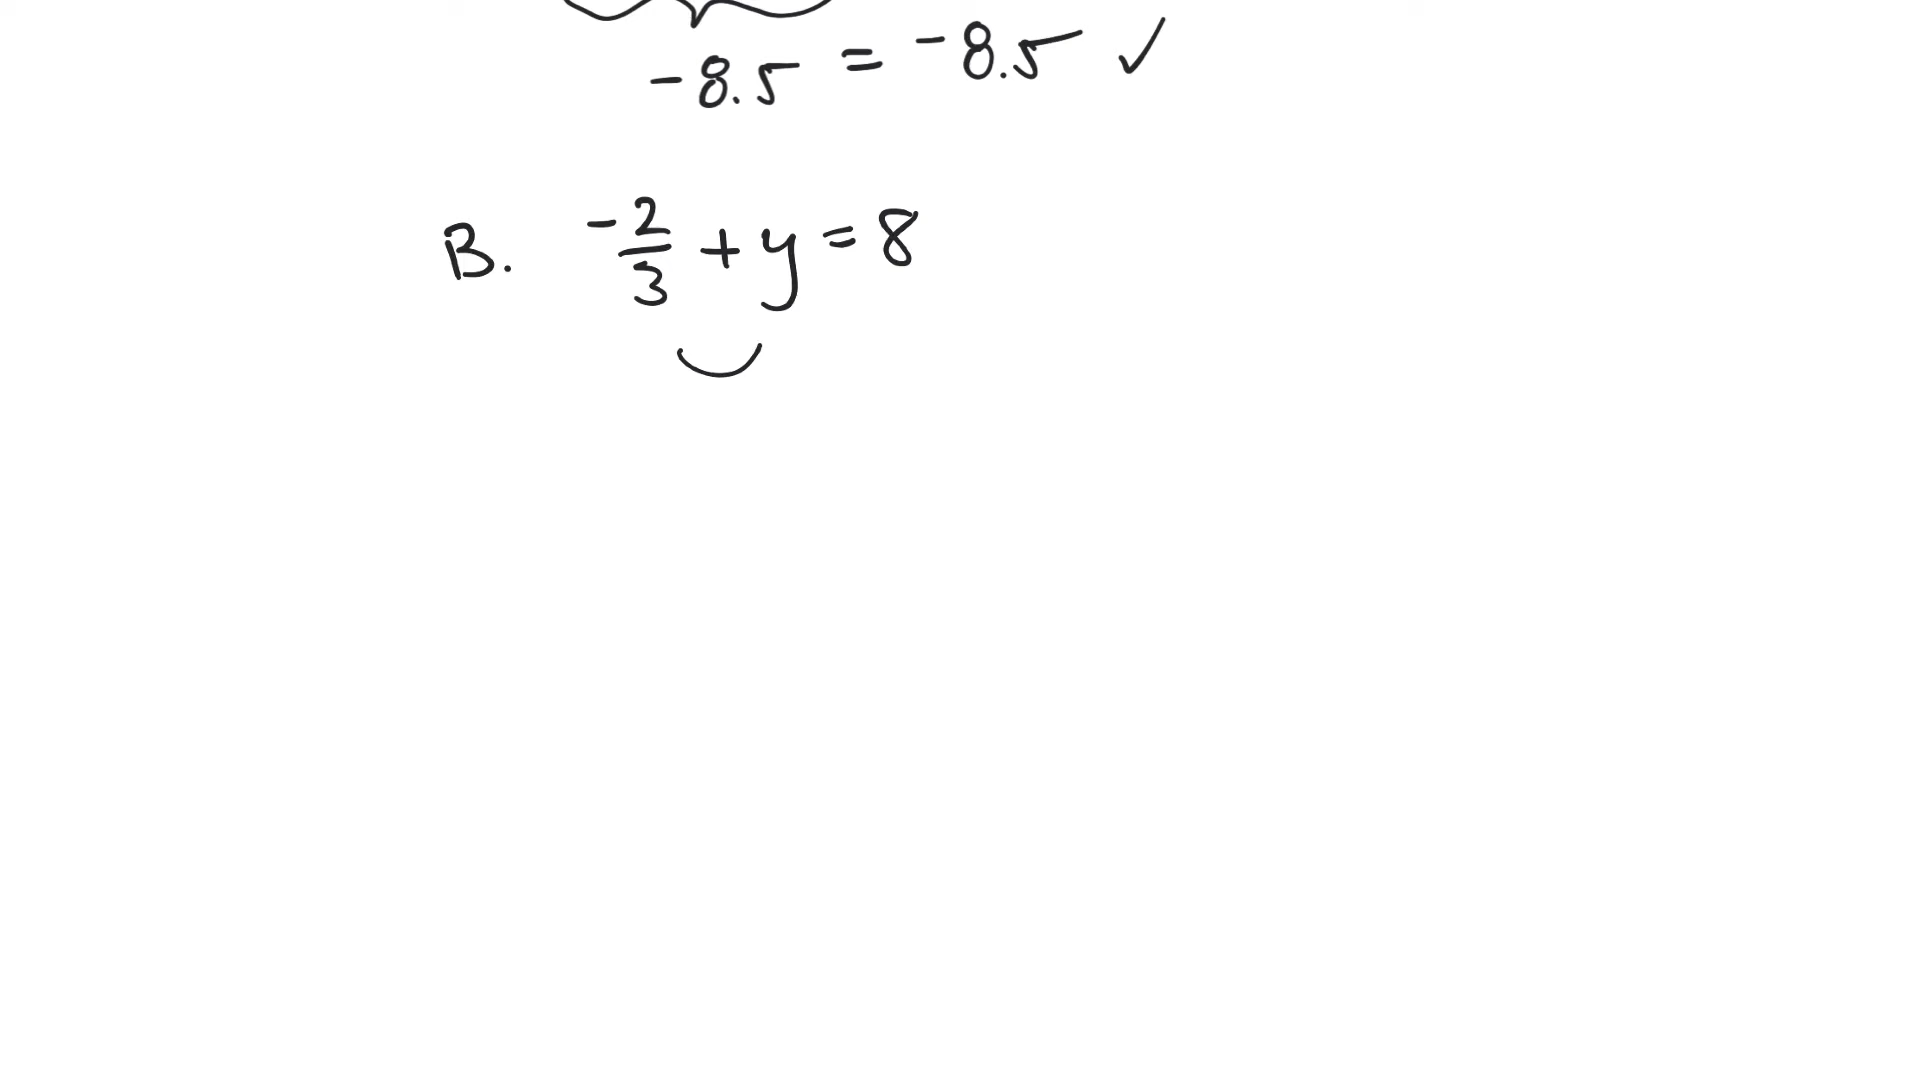 -8.5 = -8.5 ✓
B. -2/3 + y = 8